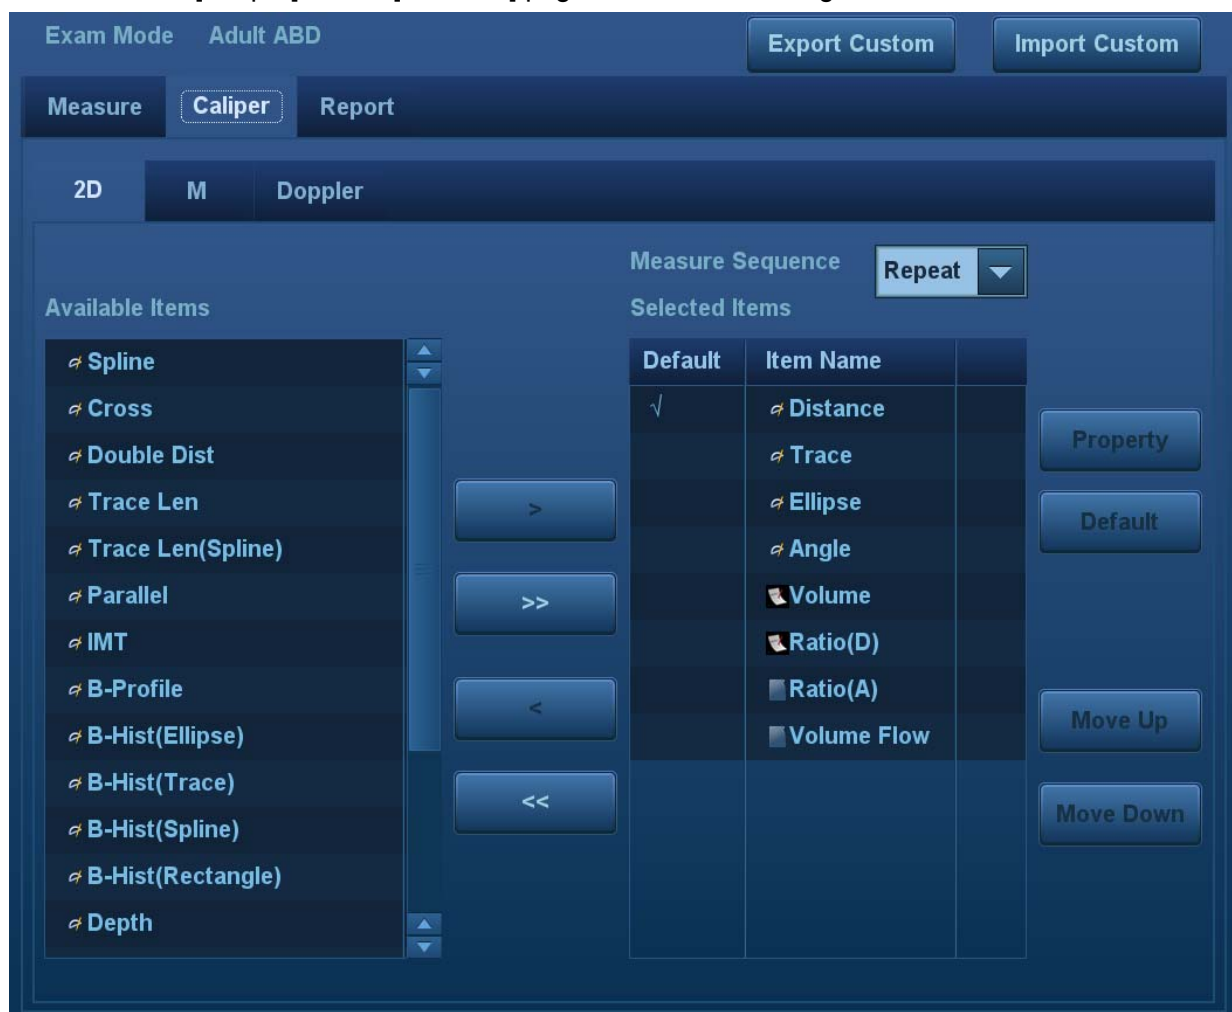 Exam Mode Adult ABD
Export Custom
Import Custom
Measure Caliper Report
2D M Doppler
Measure Sequence Repeat
Available Items
Spline
Cross
Double Dist
Trace Len
Trace Len(Spline)
Parallel
IMT
B-Profile
B-Hist(Ellipse)
B-Hist(Trace)
B-Hist(Spline)
B-Hist(Rectangle)
Depth
>
>>
<
<<
Selected Items
Default Item Name
√ Distance
Trace
Ellipse
Angle
Volume
Ratio(D)
Ratio(A)
Volume Flow
Property
Default
Move Up
Move Down